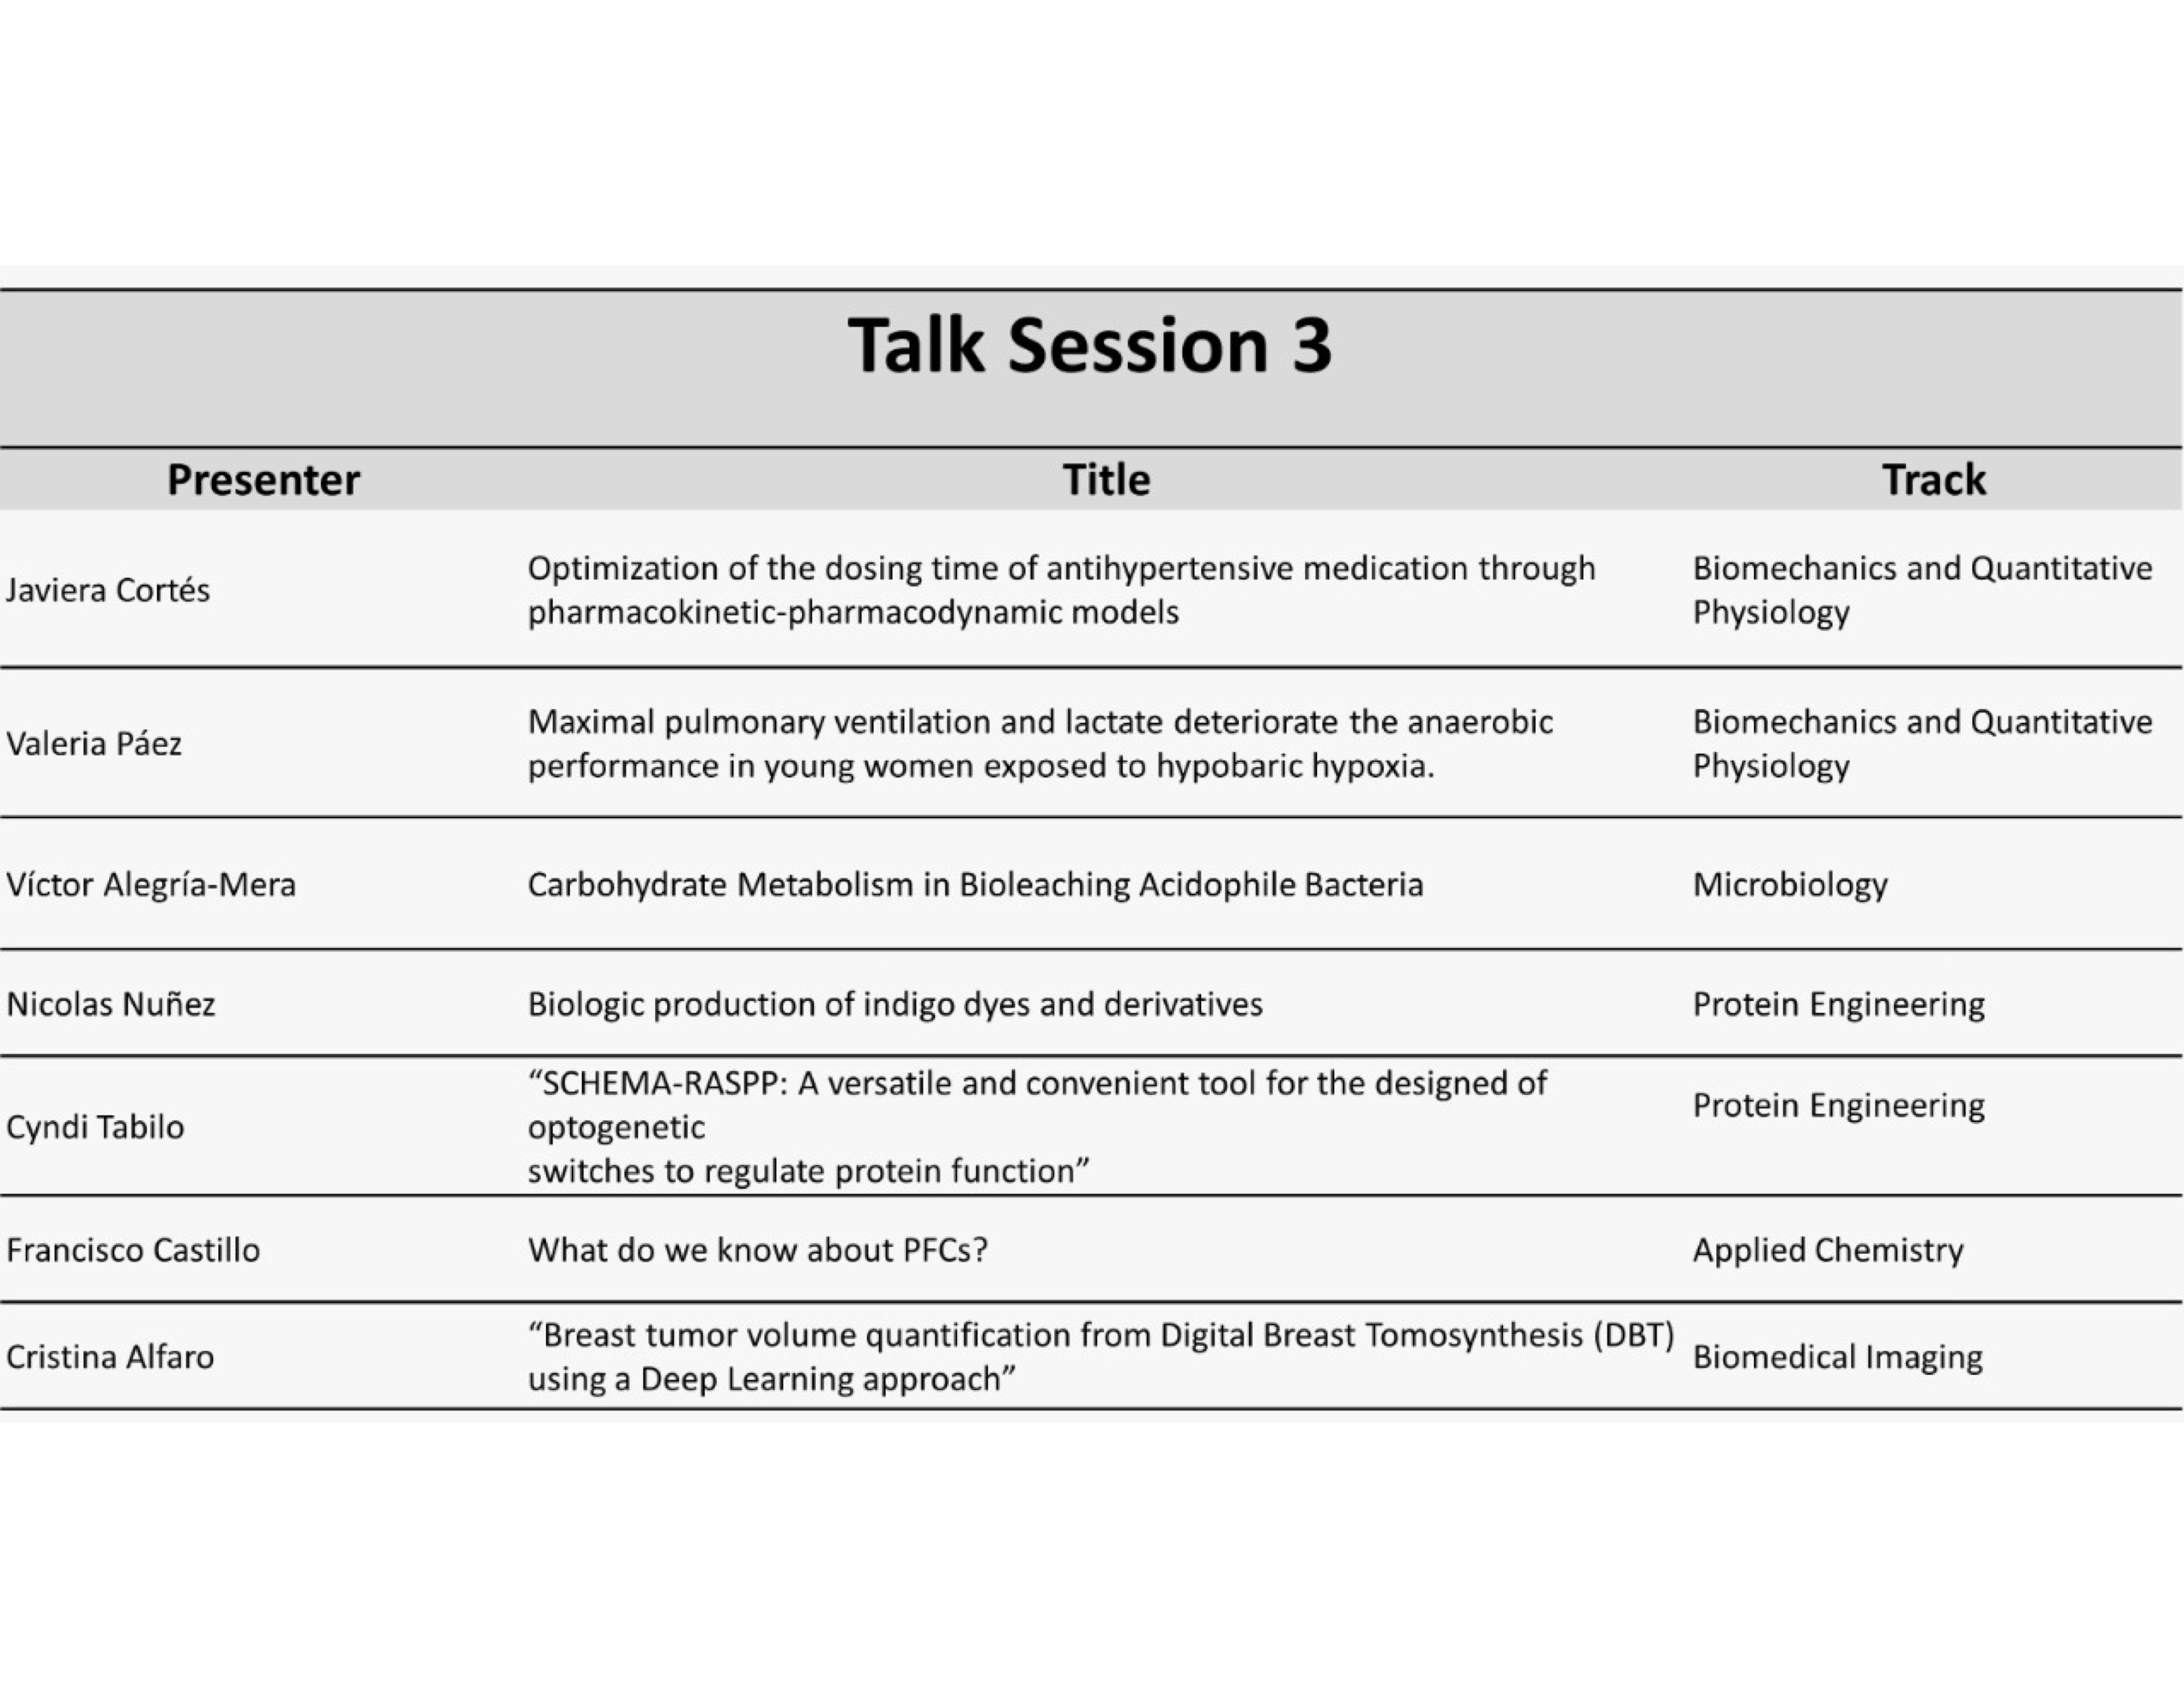 Talk Session 3
Presenter Title Track
Javiera Cortés
Optimization of the dosing time of antihypertensive medication through
pharmacokinetic-pharmacodynamic models
Biomechanics and Quantitative
Physiology
Valeria Páez
Maximal pulmonary ventilation and lactate deteriorate the anaerobic
performance in young women exposed to hypobaric hypoxia.
Biomechanics and Quantitative
Physiology
Víctor Alegría-Mera
Carbohydrate Metabolism in Bioleaching Acidophile Bacteria
Microbiology
Nicolas Nuñez
Biologic production of indigo dyes and derivatives
Protein Engineering
Cyndi Tabilo
“SCHEMA-RASPP: A versatile and convenient tool for the designed of
optogenetic
switches to regulate protein function”
Protein Engineering
Francisco Castillo
What do we know about PFCs?
Applied Chemistry
Cristina Alfaro
“Breast tumor volume quantification from Digital Breast Tomosynthesis (DBT)
using a Deep Learning approach”
Biomedical Imaging